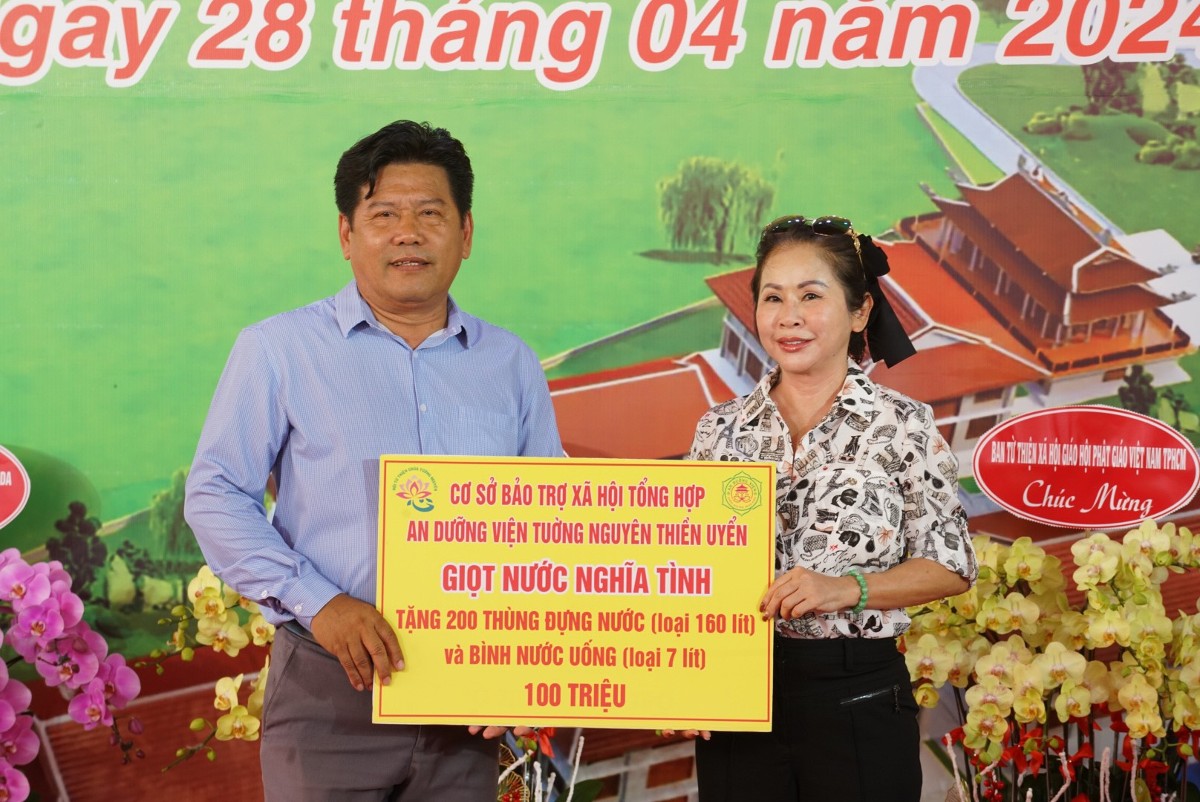 gày 28 tháng 04 năm 2024
CƠ SỞ BẢO TRỢ XÃ HỘI TỔNG HỢP
AN DƯỠNG VIỆN TƯỜNG NGUYÊN THIỀN UYỂN
GIỌT NƯỚC NGHĨA TÌNH
TẶNG 200 THÙNG ĐỰNG NƯỚC (loại 160 lít)
và BÌNH NƯỚC UỐNG (loại 7 lít)
100 TRIỆU
BAN TỪ THIỆN XÃ HỘI GIÁO HỘI PHẬT GIÁO VIỆT NAM TPHCM
Chúc Mừng